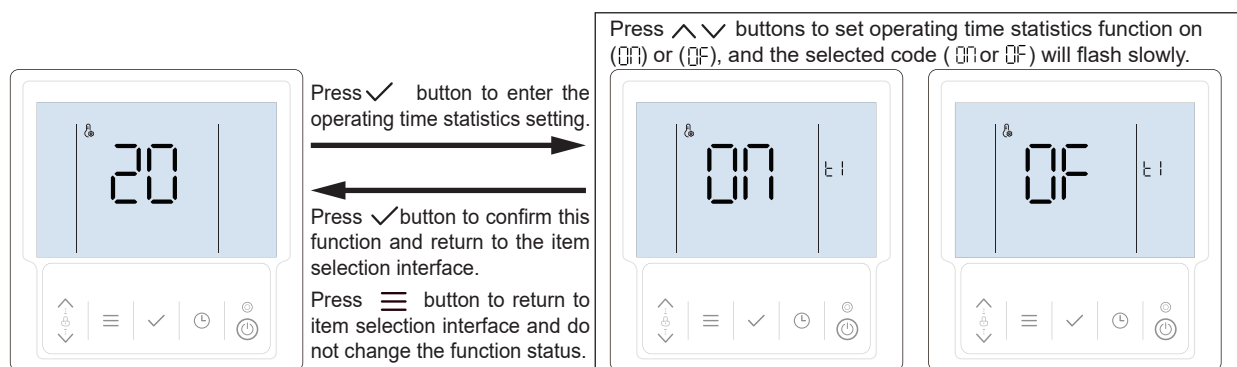 Press buttons to set operating time statistics function on
(ON) or (OF), and the selected code ( ON or OF ) will flash slowly.
Press button to enter the
operating time statistics setting.
Press button to confirm this
function and return to the item
selection interface.
Press button to return to
item selection interface and do
not change the function status.
20
ON
t1
OF
t1